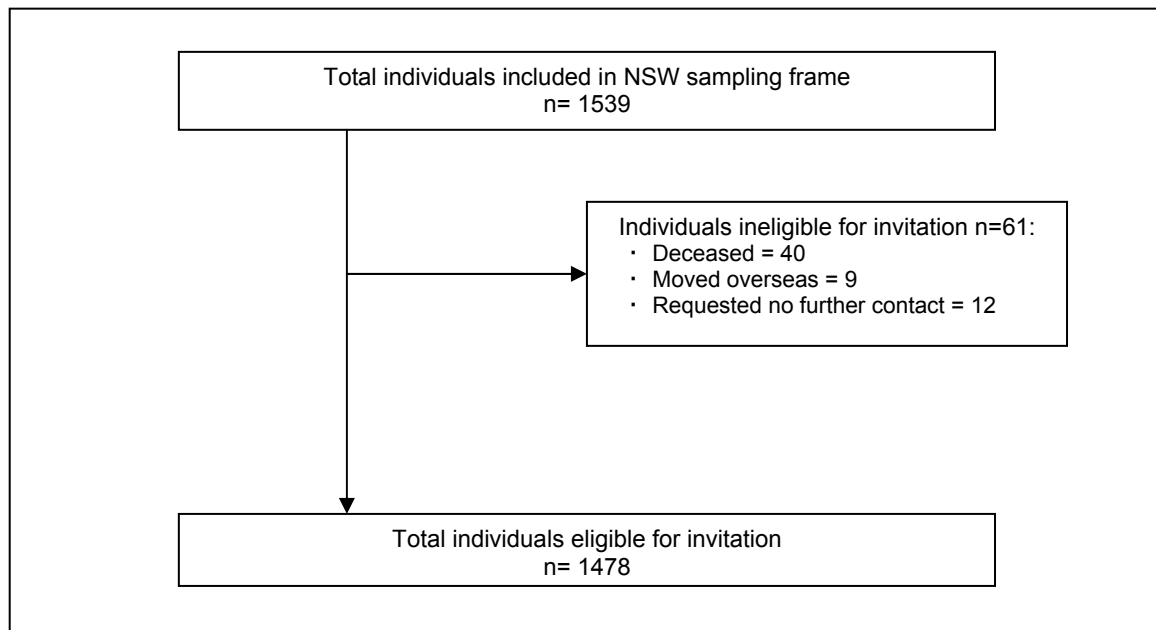 Total individuals included in NSW sampling frame
n= 1539
Individuals ineligible for invitation n=61:
· Deceased = 40
· Moved overseas = 9
· Requested no further contact = 12
Total individuals eligible for invitation
n= 1478